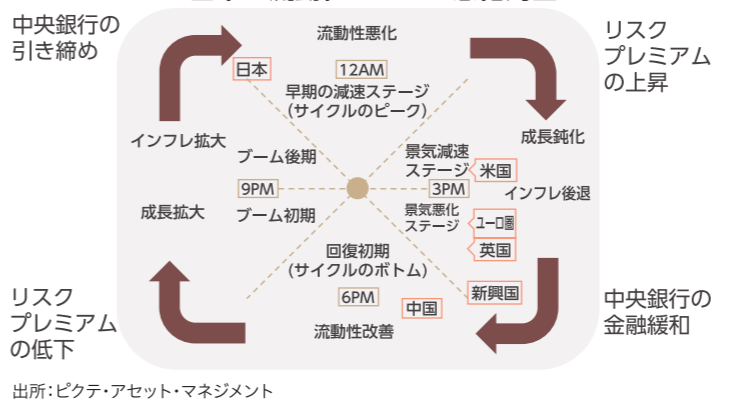 中央銀行の
引き締め
流動性悪化
リスク
プレミアム
の上昇
日本
12AM
早期の減速ステージ
(サイクルのピーク)
インフレ拡大
成長鈍化
ブーム後期
景気減速
ステージ
米国
9PM
3PM
インフレ後退
成長拡大
ブーム初期
景気悪化
ステージ
ユーロ圏
英国
回復初期
(サイクルのボトム)
リスク
プレミアム
の低下
6PM
中国
新興国
中央銀行の
金融緩和
流動性改善
出所:ピクテ・アセット・マネジメント